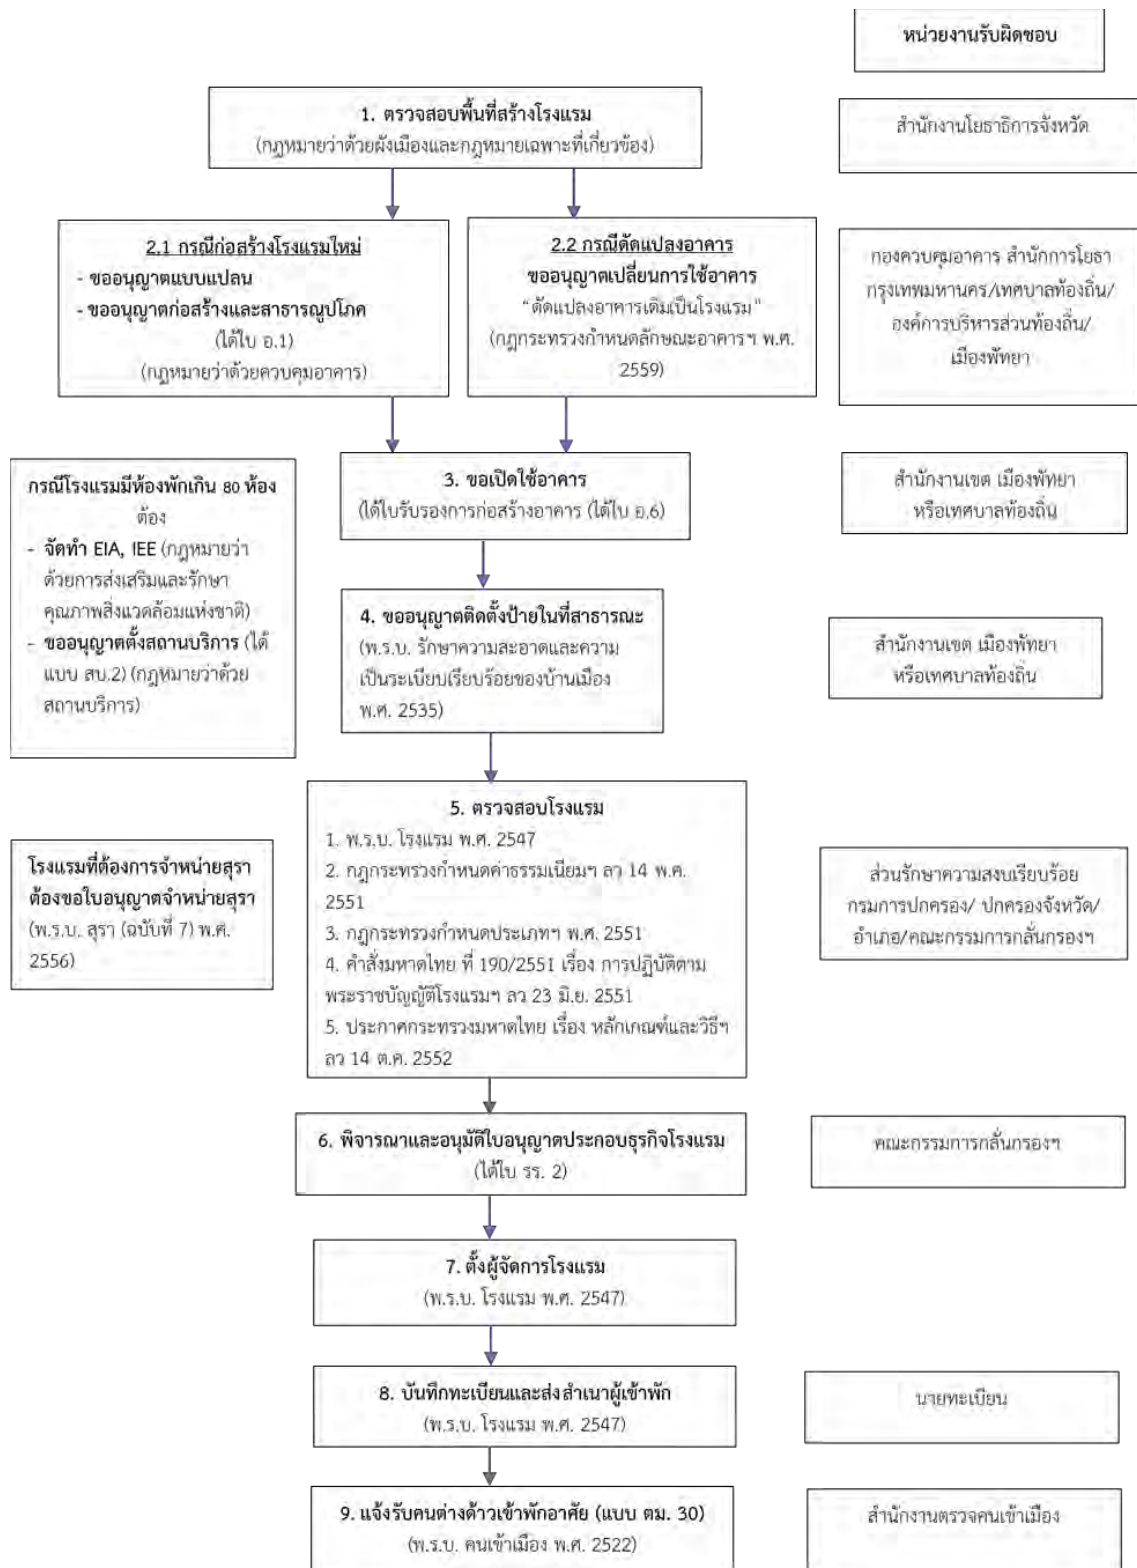 หน่วยงานรับผิดชอบ
1. ตรวจสอบพื้นที่สร้างโรงแรม
(กฎหมายว่าด้วยผังเมืองและกฎหมายเฉพาะที่เกี่ยวข้อง)
สำนักงานโยธาธิการจังหวัด
2.1 กรณีก่อสร้างโรงแรมใหม่
- ขออนุญาตแบบแปลน
- ขออนุญาตก่อสร้างและสาธารณูปโภค
(ได้ใบ อ.1)
(กฎหมายว่าด้วยควบคุมอาคาร)
2.2 กรณีดัดแปลงอาคาร
ขออนุญาตเปลี่ยนการใช้อาคาร
"ดัดแปลงอาคารเดิมเป็นโรงแรม"
(กฎกระทรวงกำหนดลักษณะอาคารฯ พ.ศ.
2559)
กองควบคุมอาคาร สำนักการโยธา
กรุงเทพมหานคร/เทศบาลท้องถิ่น/
องค์การบริหารส่วนท้องถิ่น/
เมืองพัทยา
กรณีโรงแรมมีห้องพักเกิน 80 ห้อง
ต้อง
- จัดทำ EIA, IEE (กฎหมายว่า
ด้วยการส่งเสริมและรักษา
คุณภาพสิ่งแวดล้อมแห่งชาติ)
- ขออนุญาตตั้งสถานบริการ (ได้
แบบ สบ.2) (กฎหมายว่าด้วย
สถานบริการ)
3. ขอเปิดใช้อาคาร
(ได้ใบรับรองการก่อสร้างอาคาร (ได้ใบ อ.6)
สำนักงานเขต เมืองพัทยา
หรือเทศบาลท้องถิ่น
4. ขออนุญาตติดตั้งป้ายในที่สาธารณะ
(พ.ร.บ. รักษาความสะอาดและความ
เป็นระเบียบเรียบร้อยของบ้านเมือง
พ.ศ. 2535)
สำนักงานเขต เมืองพัทยา
หรือเทศบาลท้องถิ่น
โรงแรมที่ต้องการจำหน่ายสุรา
ต้องขอใบอนุญาตจำหน่ายสุรา
(พ.ร.บ. สุรา (ฉบับที่ 7) พ.ศ.
2556)
5. ตรวจสอบโรงแรม
1. พ.ร.บ. โรงแรม พ.ศ. 2547
2. กฎกระทรวงกำหนดค่าธรรมเนียมฯ ลว 14 พ.ศ.
2551
3. กฎกระทรวงกำหนดประเภทฯ พ.ศ. 2551
4. คำสั่งมหาดไทย ที่ 190/2551 เรื่อง การปฏิบัติตาม
พระราชบัญญัติโรงแรมฯ ลว 23 มิ.ย. 2551
5. ประกาศกระทรวงมหาดไทย เรื่อง หลักเกณฑ์และวิธีฯ
ลว 14 ต.ค. 2552
ส่วนรักษาความสงบเรียบร้อย
กรมการปกครอง/ ปกครองจังหวัด/
อำเภอ/คณะกรรมการกลั่นกรองฯ
6. พิจารณาและอนุมัติใบอนุญาตประกอบธุรกิจโรงแรม
(ได้ใบ รร. 2)
คณะกรรมการกลั่นกรองฯ
7. ตั้งผู้จัดการโรงแรม
(พ.ร.บ. โรงแรม พ.ศ. 2547)
8. บันทึกทะเบียนและส่งสำเนาผู้เข้าพัก
(พ.ร.บ. โรงแรม พ.ศ. 2547)
นายทะเบียน
9. แจ้งรับคนต่างด้าวเข้าพักอาศัย (แบบ ตม. 30)
(พ.ร.บ. คนเข้าเมือง พ.ศ. 2522)
สำนักงานตรวจคนเข้าเมือง